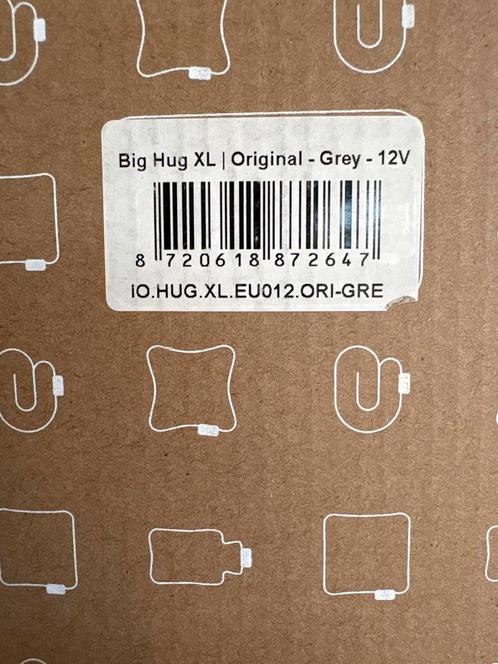 Big Hug XL | Original - Grey - 12V
8 720618 872647
IO.HUG.XL.EU012.ORI-GRE